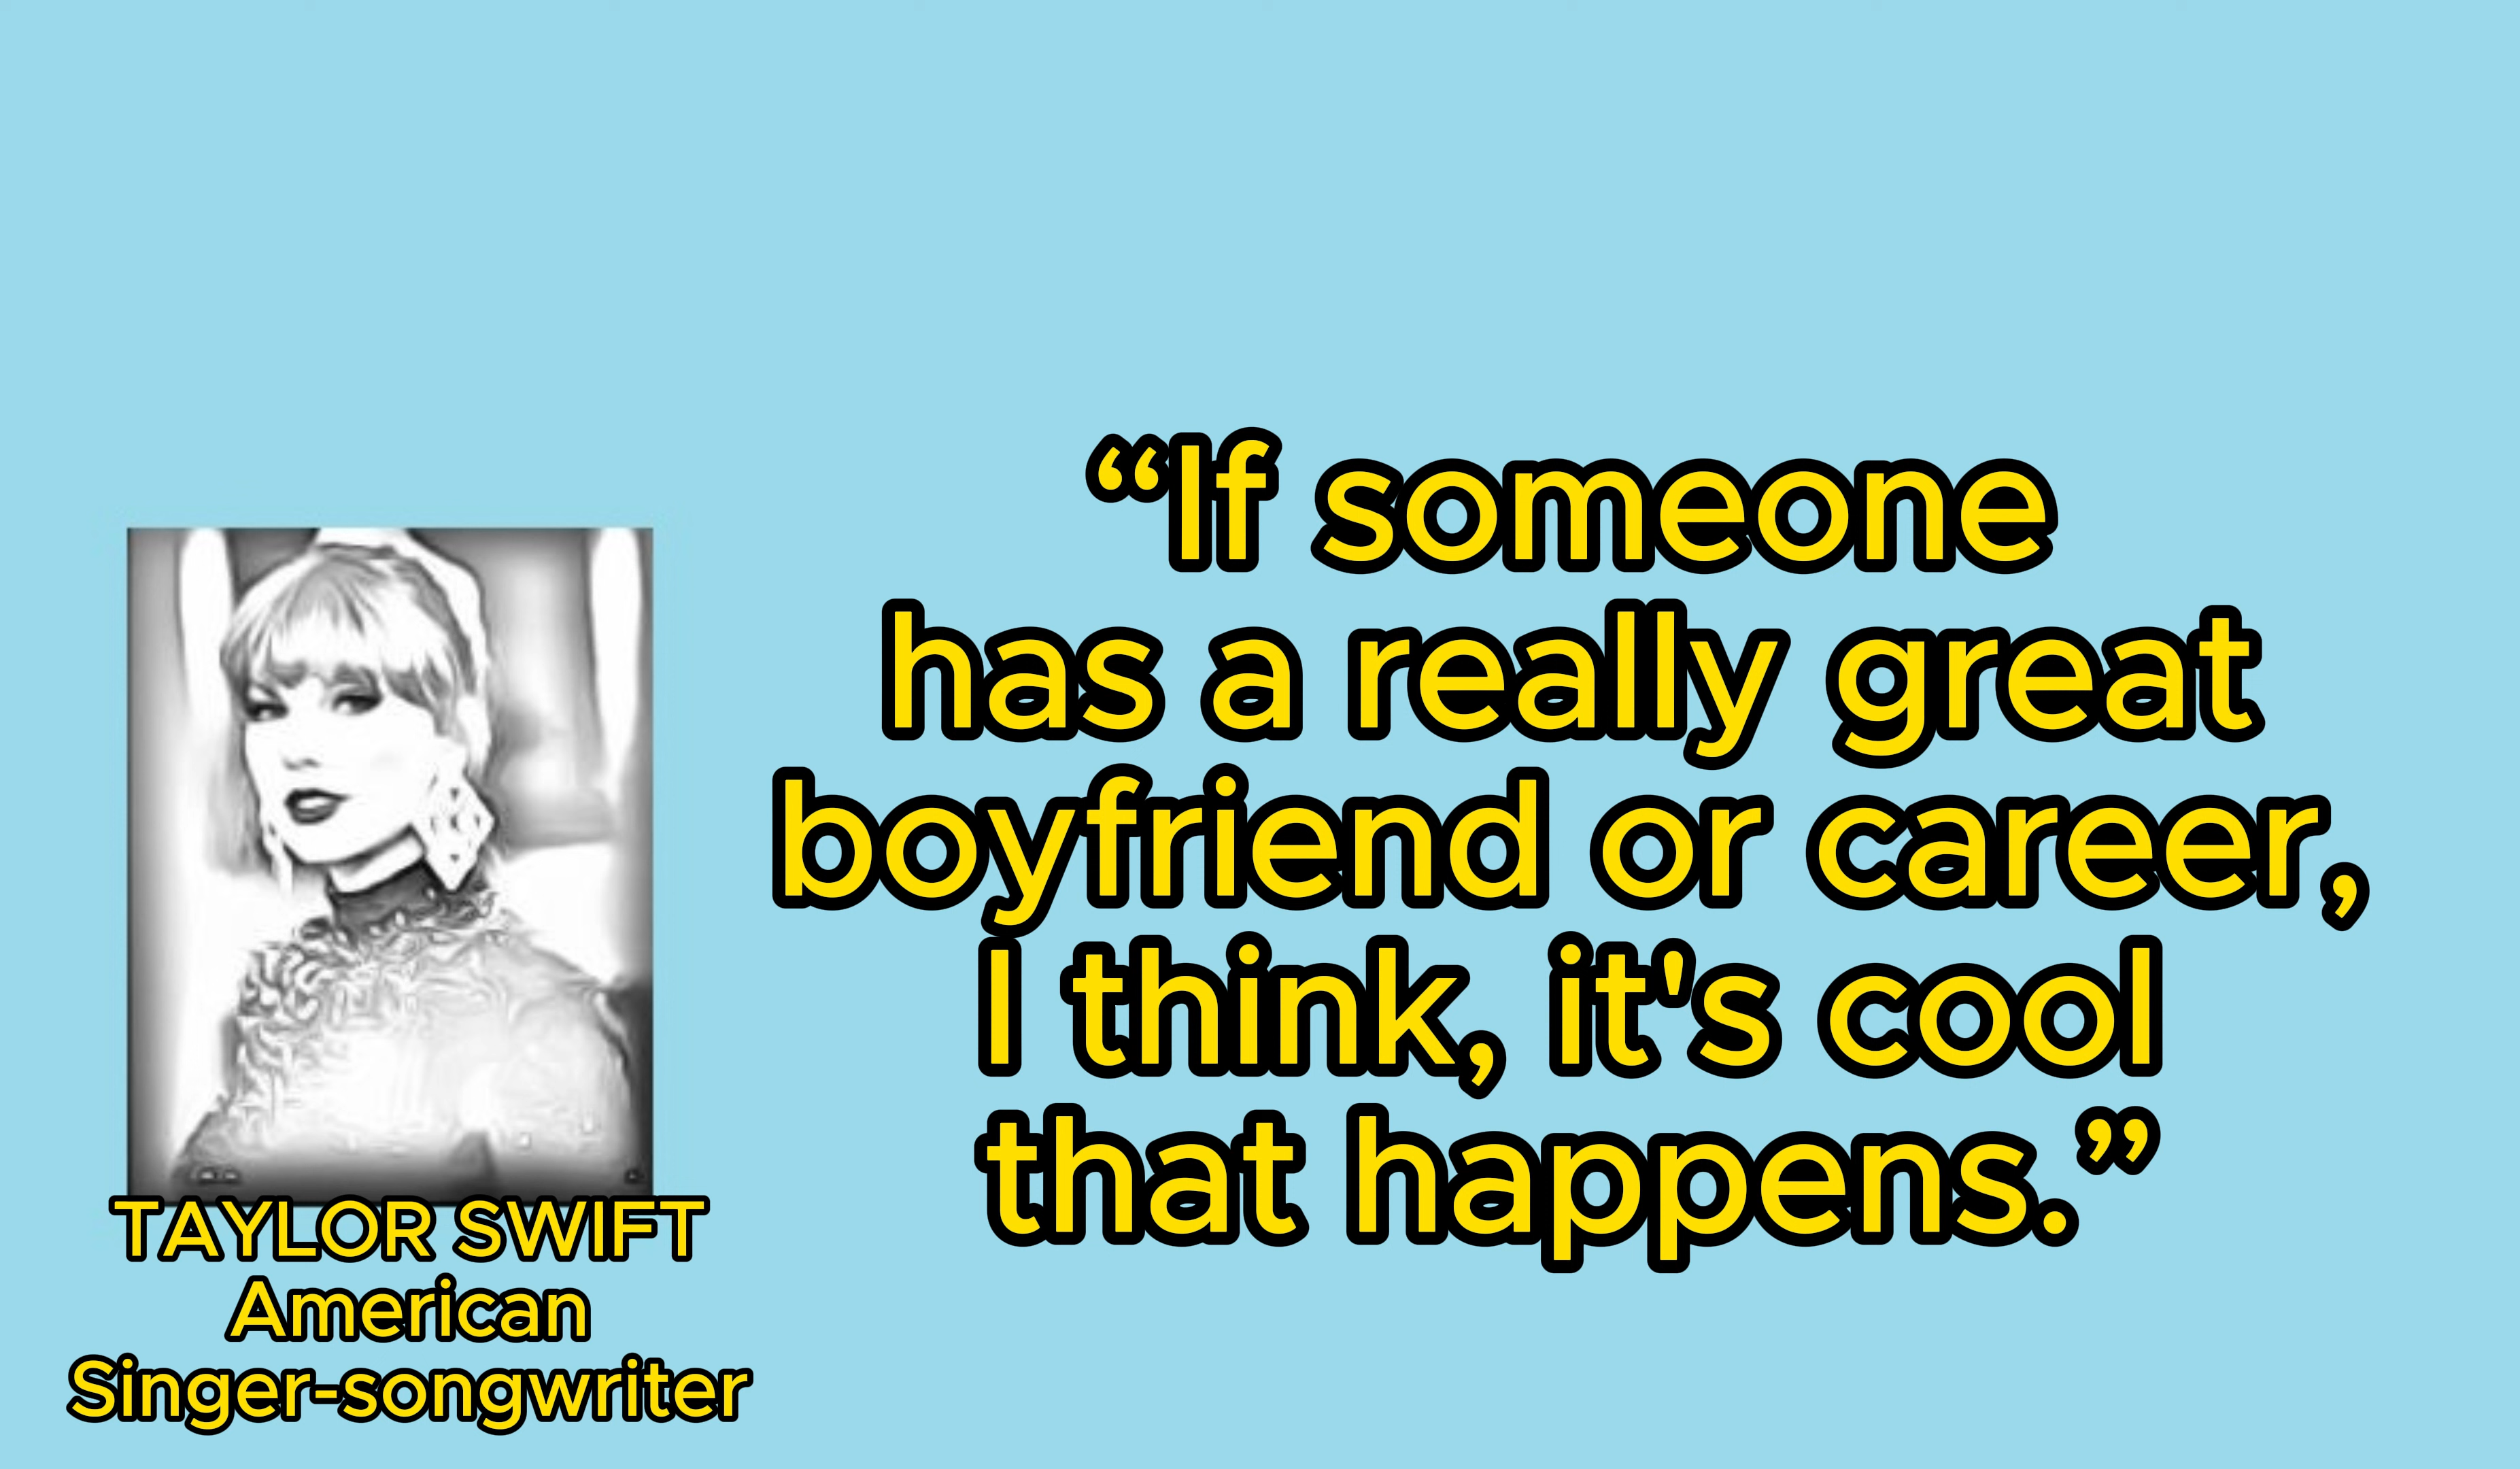 “If someone
has a really great
boyfriend or career,
I think, it's cool
that happens.”
TAYLOR SWIFT
American
Singer-songwriter